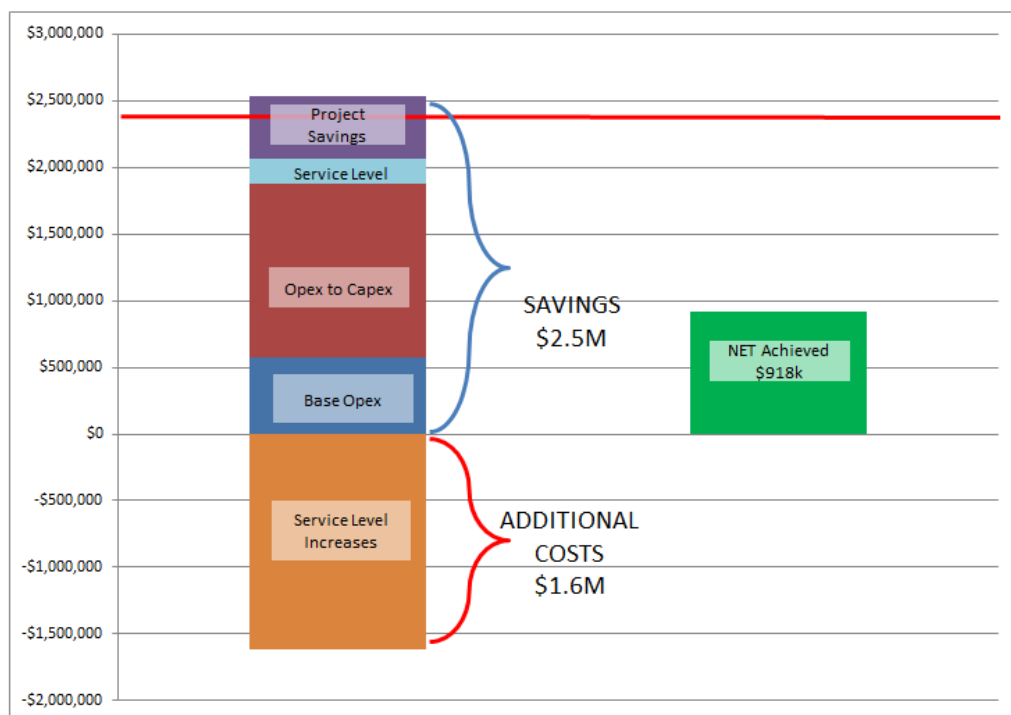 $3,000,000
$2,500,000
$2,000,000
$1,500,000
$1,000,000
$500,000
$0
-$500,000
-$1,000,000
-$1,500,000
-$2,000,000
Project
Savings
Service Level
Opex to Capex
Base Opex
Service Level
Increases
SAVINGS
$2.5M
ADDITIONAL
COSTS
$1.6M
NET Achieved
$918k